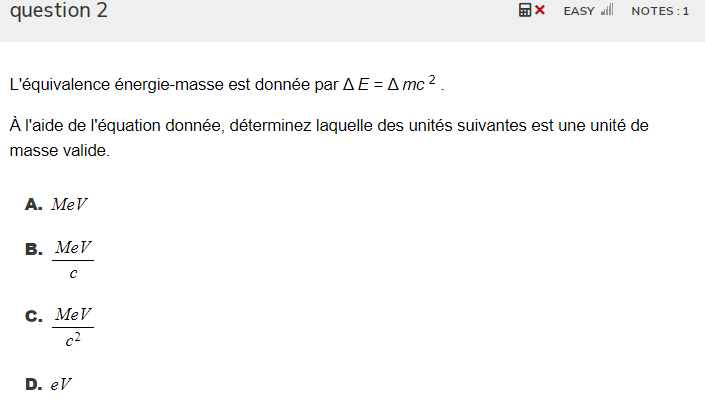 question 2 EASY NOTES : 1
L'équivalence énergie-masse est donnée par Δ E = Δ mc ² .
À l'aide de l'équation donnée, déterminez laquelle des unités suivantes est une unité de
masse valide.
A. MeV
B. MeV
c
C. MeV
c²
D. eV